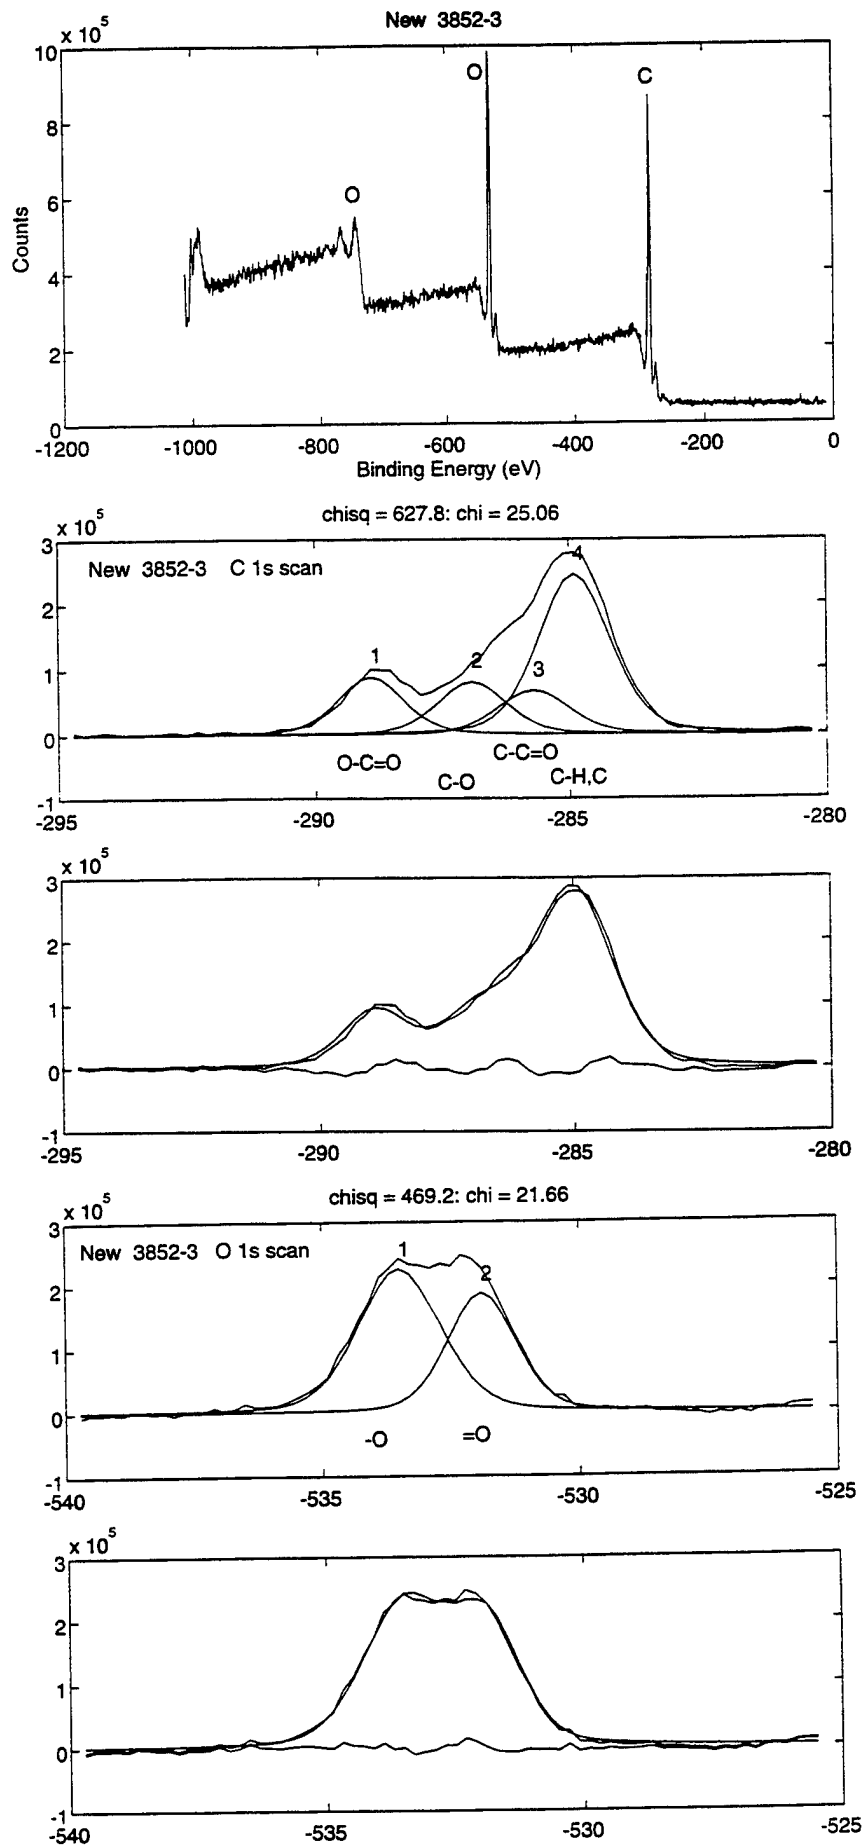 New 3852-3
x 10^5
10
O
C
8
O
6
Counts
4
2
0
-1200 -1000 -800 -600 -400 -200 0
Binding Energy (eV)
chisq = 627.8: chi = 25.06
x 10^5
3
4
New 3852-3 C 1s scan
2
1 2
1 3
0
O-C=O C-C=O
C-O C-H,C
-1
-295 -290 -285 -280
x 10^5
3
2
1
0
-1
-295 -290 -285 -280
chisq = 469.2: chi = 21.66
x 10^5
3
New 3852-3 O 1s scan 1
2
2
1
0
-O =O
-1
-540 -535 -530 -525
x 10^5
3
2
1
0
-1
-540 -535 -530 -525